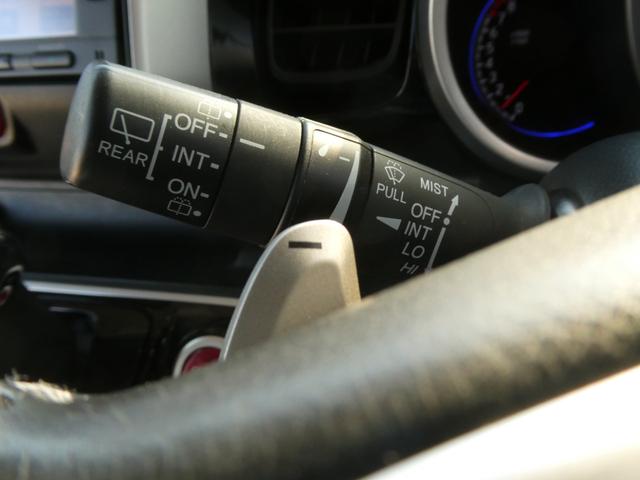 REAR
OFF
INT
ON
PULL
MIST
OFF
INT
LO
HI